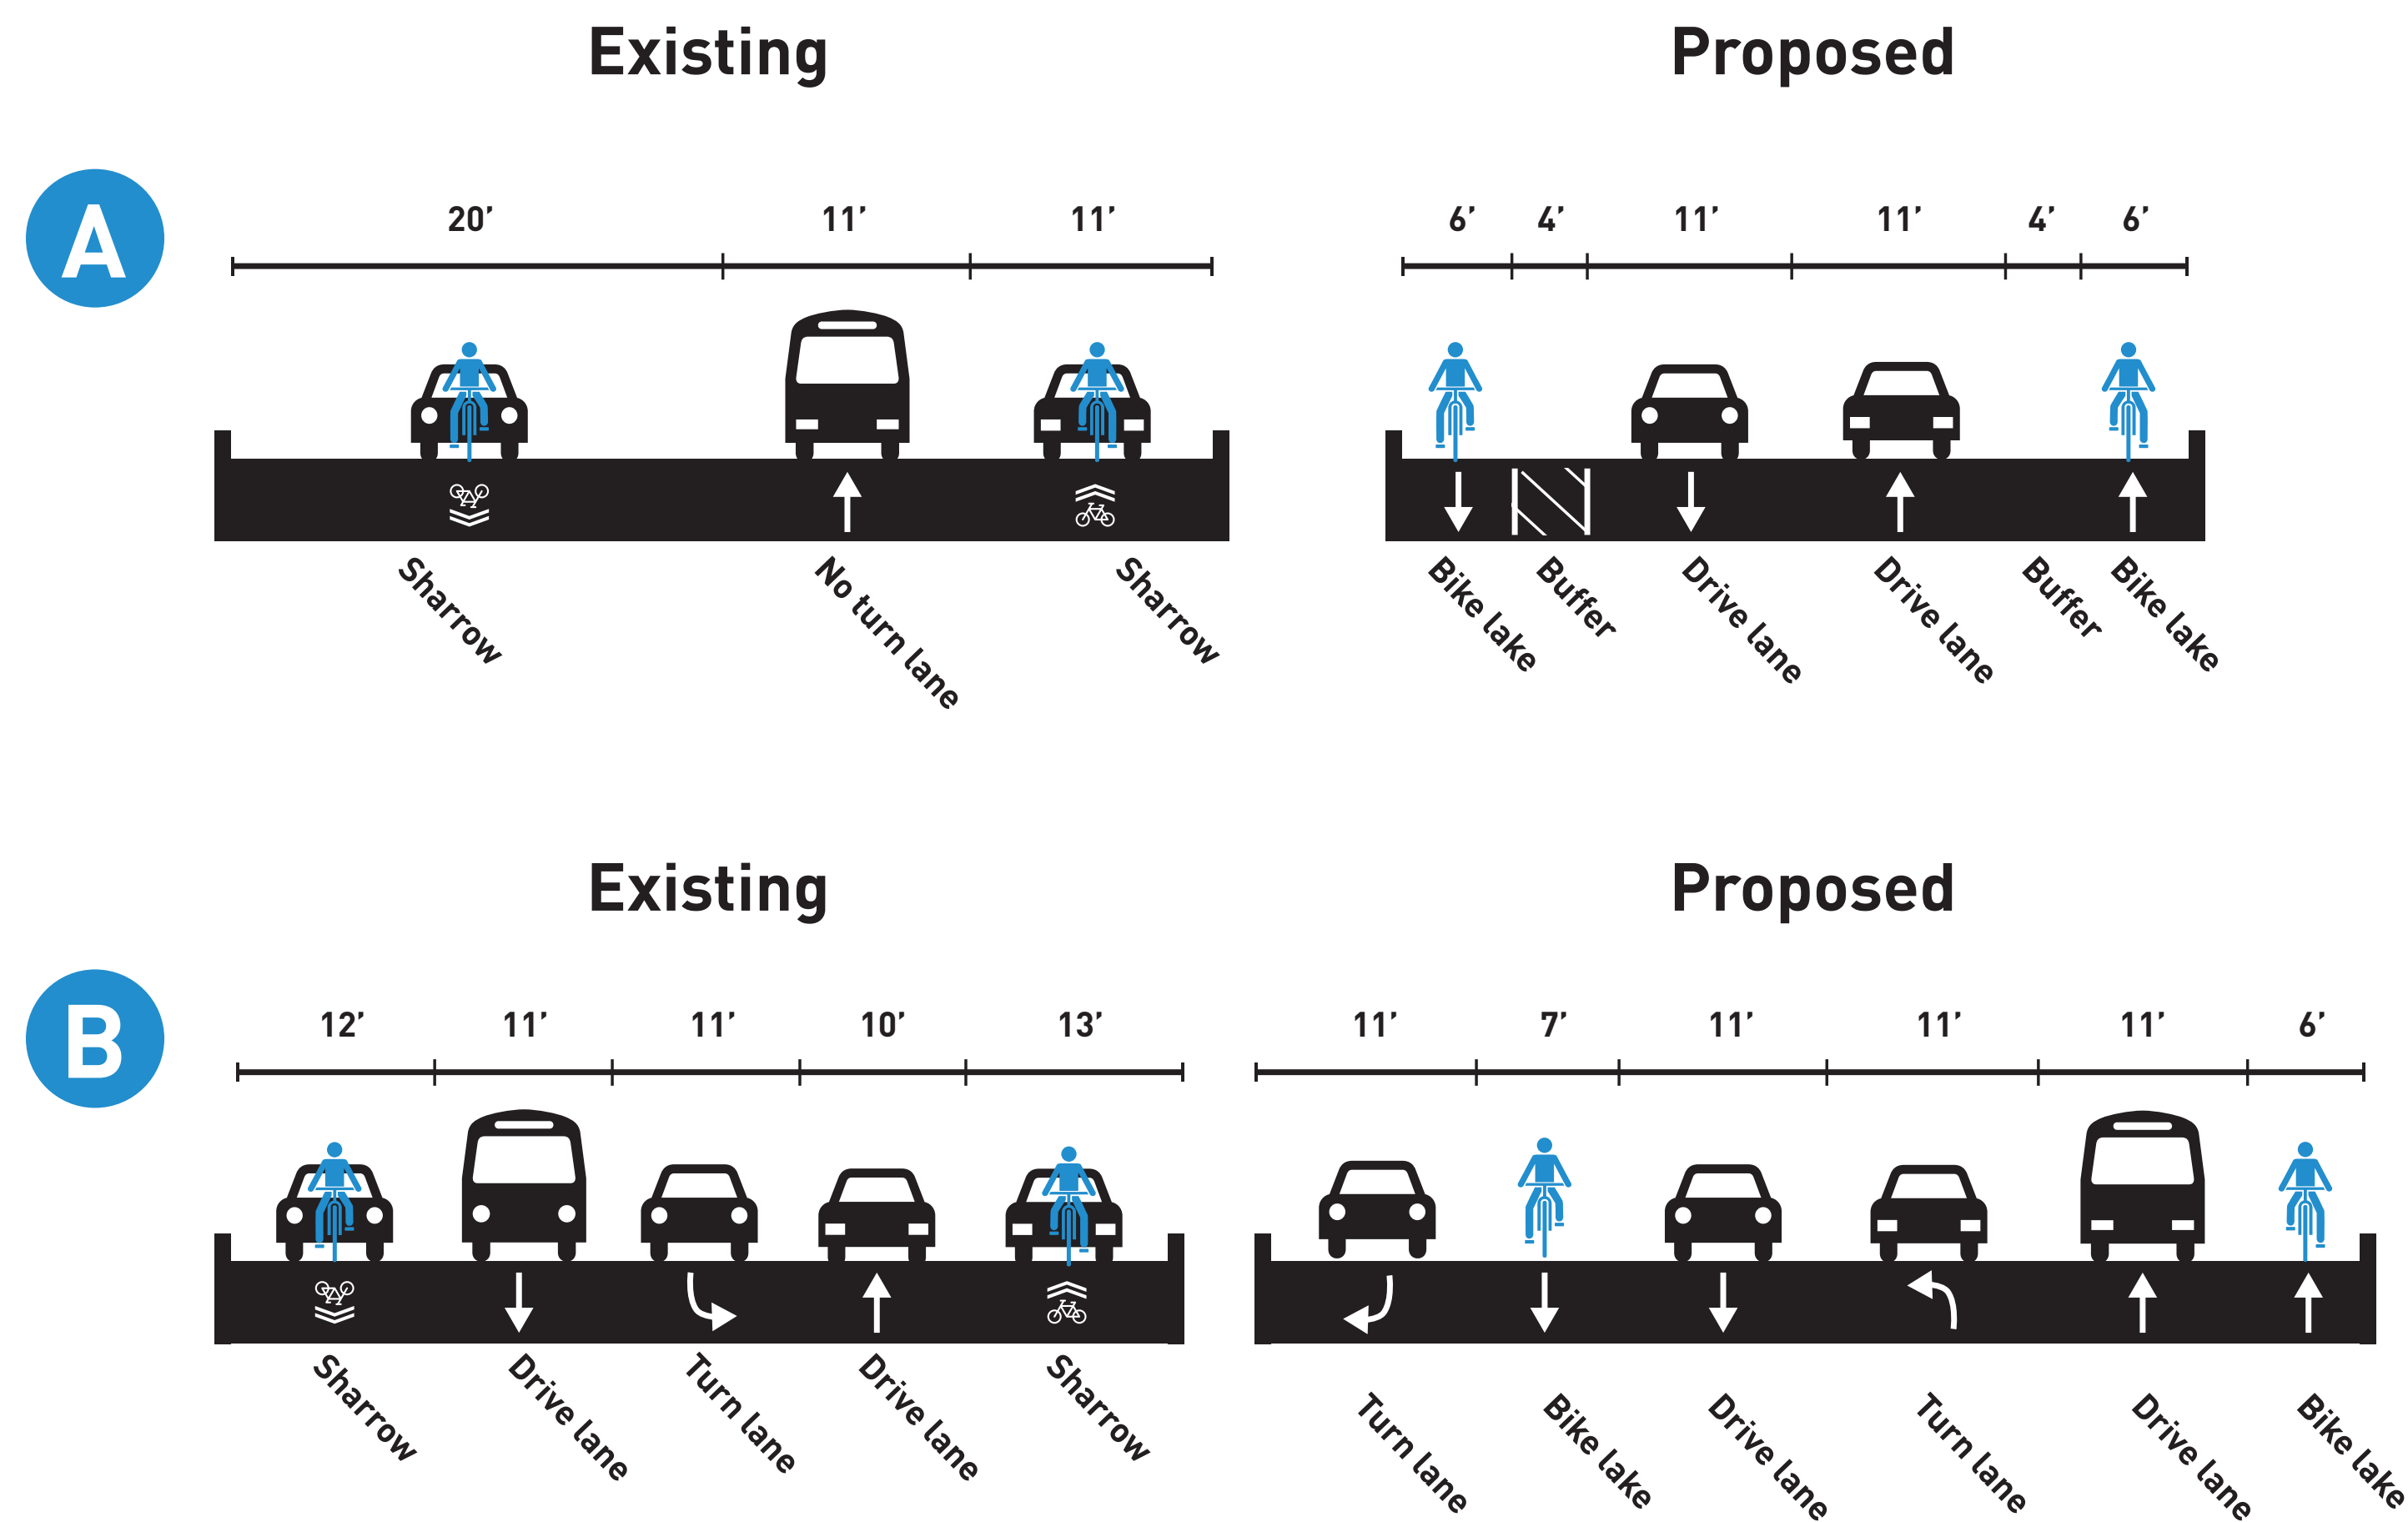 Existing
Proposed
A
20’ 11’ 11’
6’ 4’ 11’ 11’ 4’ 6’
Sharrow
No turn lane
Sharrow
Bike lake
Buffer
Drive lane
Drive lane
Buffer
Bike lake
Existing
Proposed
B
12’ 11’ 11’ 10’ 13’
11’ 7’ 11’ 11’ 11’ 6’
Sharrow
Drive lane
Turn lane
Drive lane
Sharrow
Turn lane
Bike lake
Drive lane
Turn lane
Drive lane
Bike lake